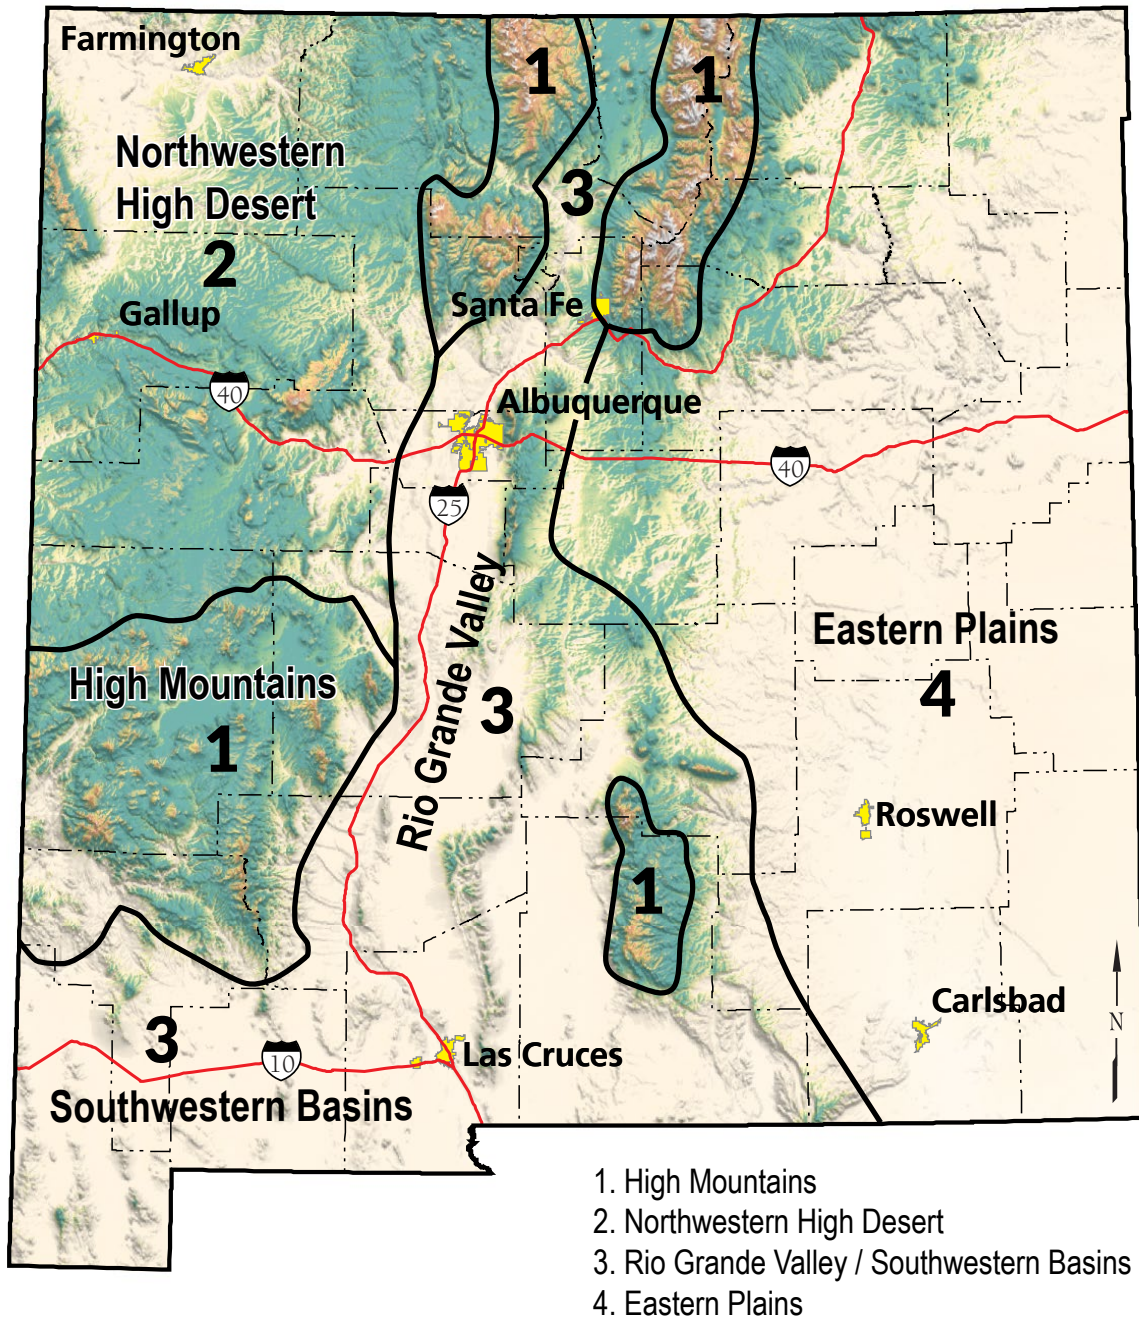 Farmington
1
1
Northwestern
High Desert
3
2
Santa Fe
Gallup
40
Albuquerque
40
25
Rio Grande Valley
Eastern Plains
High Mountains
3
4
1
Roswell
1
Carlsbad
N
3
Las Cruces
10
Southwestern Basins
1. High Mountains
2. Northwestern High Desert
3. Rio Grande Valley / Southwestern Basins
4. Eastern Plains